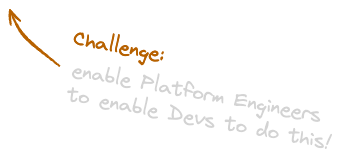 Challenge:
enable Platform Engineers
to enable Devs to do this!